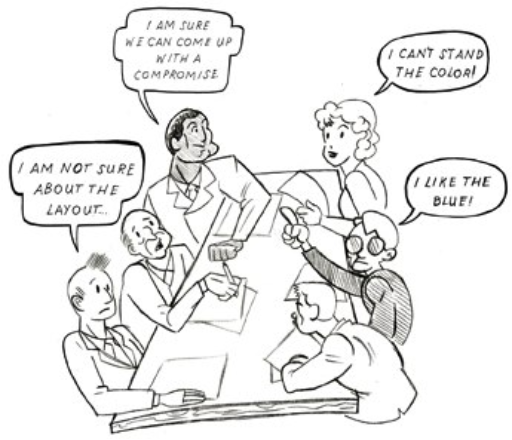 I AM SURE
WE CAN COME UP
WITH A
COMPROMISE
I CAN'T STAND
THE COLOR!
I AM NOT SURE
ABOUT THE
LAYOUT...
I LIKE THE
BLUE!